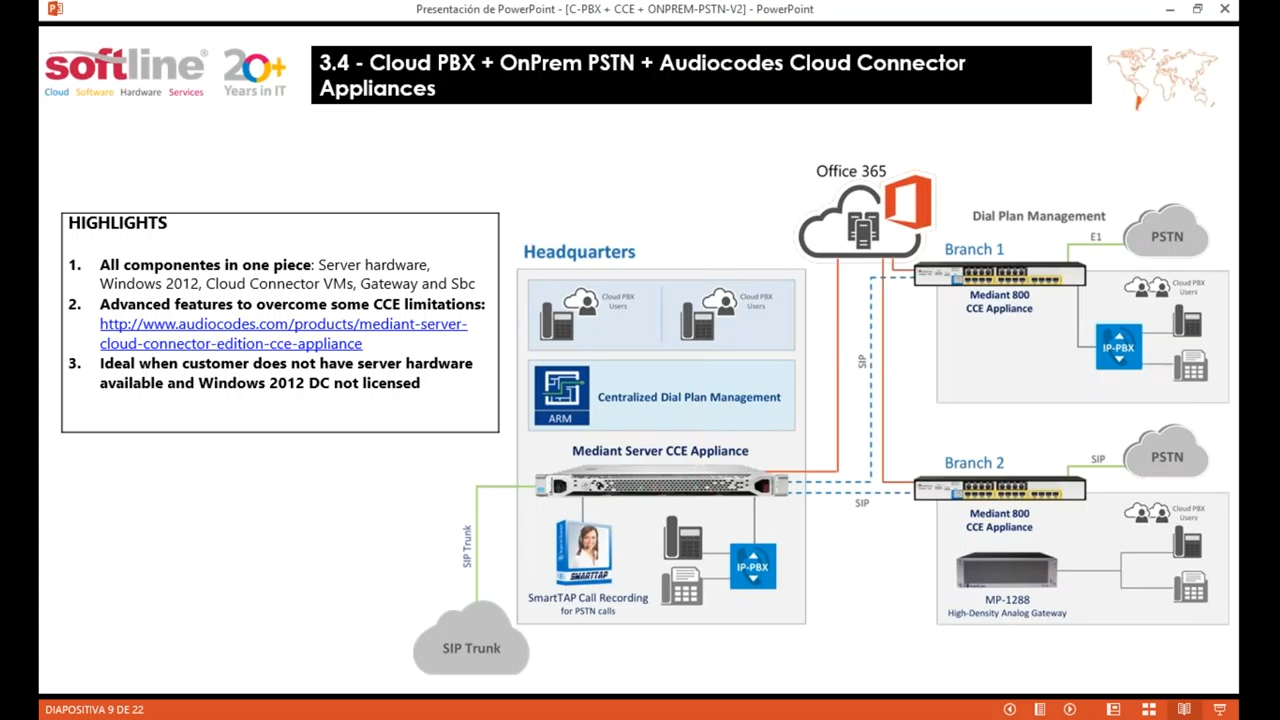 Presentación de PowerPoint - [C-PBX + CCE + ONPREM-PSTN-V2] - PowerPoint
softline®
Cloud Software Hardware Services
20+
Years in IT
3.4 - Cloud PBX + OnPrem PSTN + Audiocodes Cloud Connector
Appliances
HIGHLIGHTS
1. All componentes in one piece: Server hardware,
Windows 2012, Cloud Connector VMs, Gateway and Sbc
2. Advanced features to overcome some CCE limitations:
http://www.audiocodes.com/products/mediant-server-
cloud-connector-edition-cce-appliance
3. Ideal when customer does not have server hardware
available and Windows 2012 DC not licensed
Office 365
Headquarters
Cloud PBX
Users
Cloud PBX
Users
ARM
Centralized Dial Plan Management
Mediant Server CCE Appliance
SMARTTAP
SmartTAP Call Recording
for PSTN calls
IP-PBX
SIP Trunk
SIP Trunk
SIP
SIP
Dial Plan Management
E1
PSTN
Branch 1
Mediant 800
CCE Appliance
Cloud PBX
Users
IP-PBX
Branch 2
SIP
PSTN
Mediant 800
CCE Appliance
Cloud PBX
Users
MP-1288
High-Density Analog Gateway
DIAPOSITIVA 9 DE 22